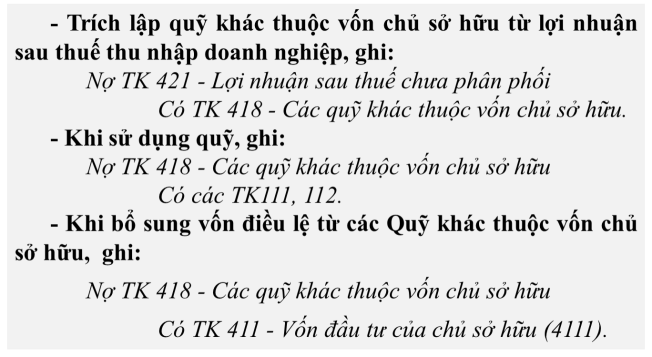 - Trích lập quỹ khác thuộc vốn chủ sở hữu từ lợi nhuận
sau thuế thu nhập doanh nghiệp, ghi:
Nợ TK 421 - Lợi nhuận sau thuế chưa phân phối
Có TK 418 - Các quỹ khác thuộc vốn chủ sở hữu.
- Khi sử dụng quỹ, ghi:
Nợ TK 418 - Các quỹ khác thuộc vốn chủ sở hữu
Có các TK111, 112.
- Khi bổ sung vốn điều lệ từ các Quỹ khác thuộc vốn chủ
sở hữu, ghi:
Nợ TK 418 - Các quỹ khác thuộc vốn chủ sở hữu
Có TK 411 - Vốn đầu tư của chủ sở hữu (4111).